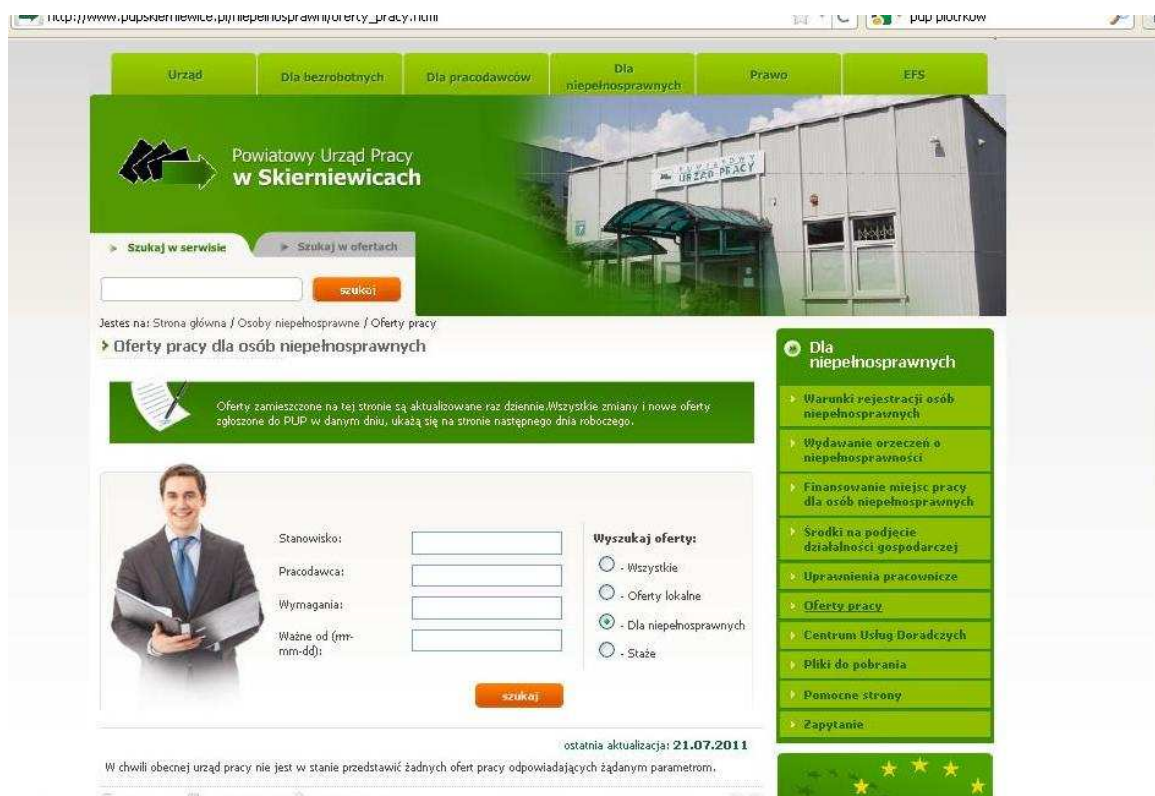 http://www.pupskierniewice.pl/niepelnosprawni/oferty_pracy.html
pup piotrków
Urząd
Dla bezrobotnych
Dla pracodawców
Dla
niepełnosprawnych
Prawo
EFS
Powiatowy Urząd Pracy
w Skierniewicach
POWIATOWY
URZĄD PRACY
7
Szukaj w serwisie
Szukaj w ofertach
szukaj
Jestes na: Strona główna / Osoby niepełnosprawne / Oferty pracy
Oferty pracy dla osób niepełnosprawnych
Oferty zamieszczone na tej stronie są aktualizowane raz dziennie.Wszystkie zmiany i nowe oferty
zgłoszone do PUP w danym dniu, ukażą się na stronie następnego dnia roboczego.
Stanowisko:
Pracodawca:
Wymagania:
Ważne od (rrrr-
mm-dd):
Wyszukaj oferty:
- Wszystkie
- Oferty lokalne
- Dla niepełnosprawnych
- Staże
szukaj
ostatnia aktualizacja: 21.07.2011
W chwili obecnej urząd pracy nie jest w stanie przedstawić żadnych ofert pracy odpowiadających żądanym parametrom.
Dla
niepełnosprawnych
Warunki rejestracji osób
niepełnosprawnych
Wydawanie orzeczeń o
niepełnosprawności
Finansowanie miejsc pracy
dla osób niepełnosprawnych
Środki na podjęcie
działalności gospodarczej
Uprawnienia pracownicze
Oferty pracy
Centrum Usług Doradczych
Pliki do pobrania
Pomocne strony
Zapytanie